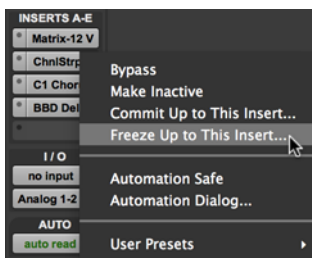 INSERTS A-E
Matrix-12 V
ChnlStrp
C1 Chor
BBD Del
Bypass
Make Inactive
Commit Up to This Insert...
Freeze Up to This Insert...
Automation Safe
Automation Dialog...
User Presets
I / O
no input
Analog 1-2
AUTO
auto read